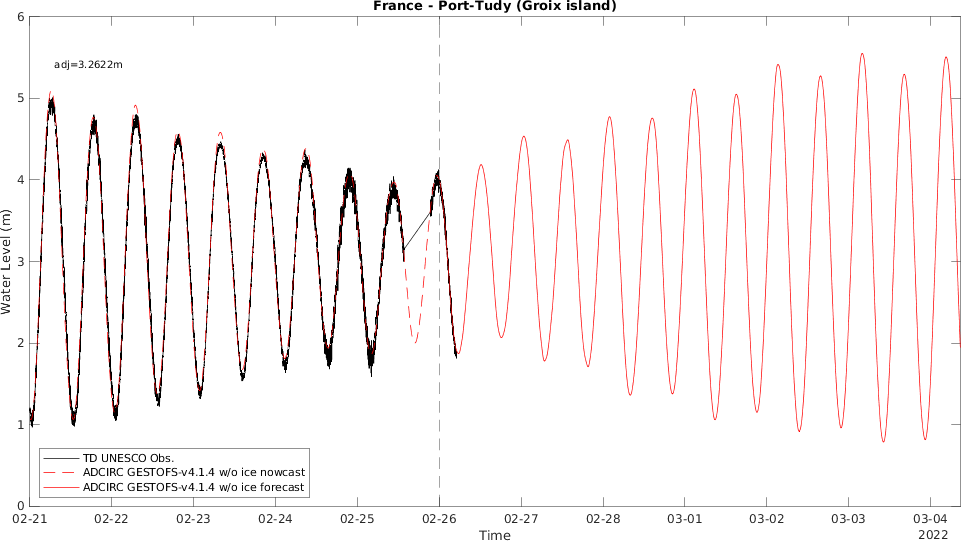 France - Port-Tudy (Groix island)
adj=3.2622m
6
5
4
3
2
1
0
Water Level (m)
TD UNESCO Obs.
ADCIRC GESTOFS-v4.1.4 w/o ice nowcast
ADCIRC GESTOFS-v4.1.4 w/o ice forecast
02-21 02-22 02-23 02-24 02-25 02-26 02-27 02-28 03-01 03-02 03-03 03-04
Time
2022